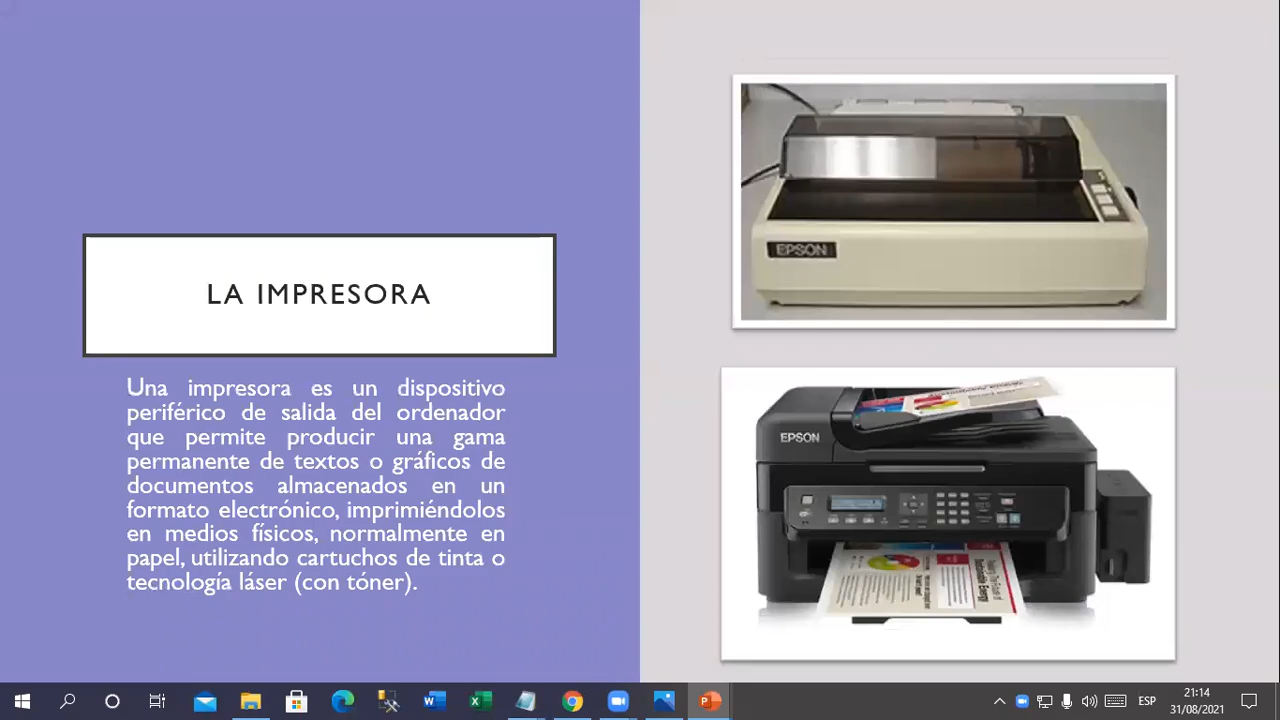 LA IMPRESORA
Una impresora es un dispositivo
periférico de salida del ordenador
que permite producir una gama
permanente de textos o gráficos de
documentos almacenados en un
formato electrónico, imprimiéndolos
en medios físicos, normalmente en
papel, utilizando cartuchos de tinta o
tecnología láser (con tóner).
EPSON
EPSON
ESP
21:14
31/08/2021